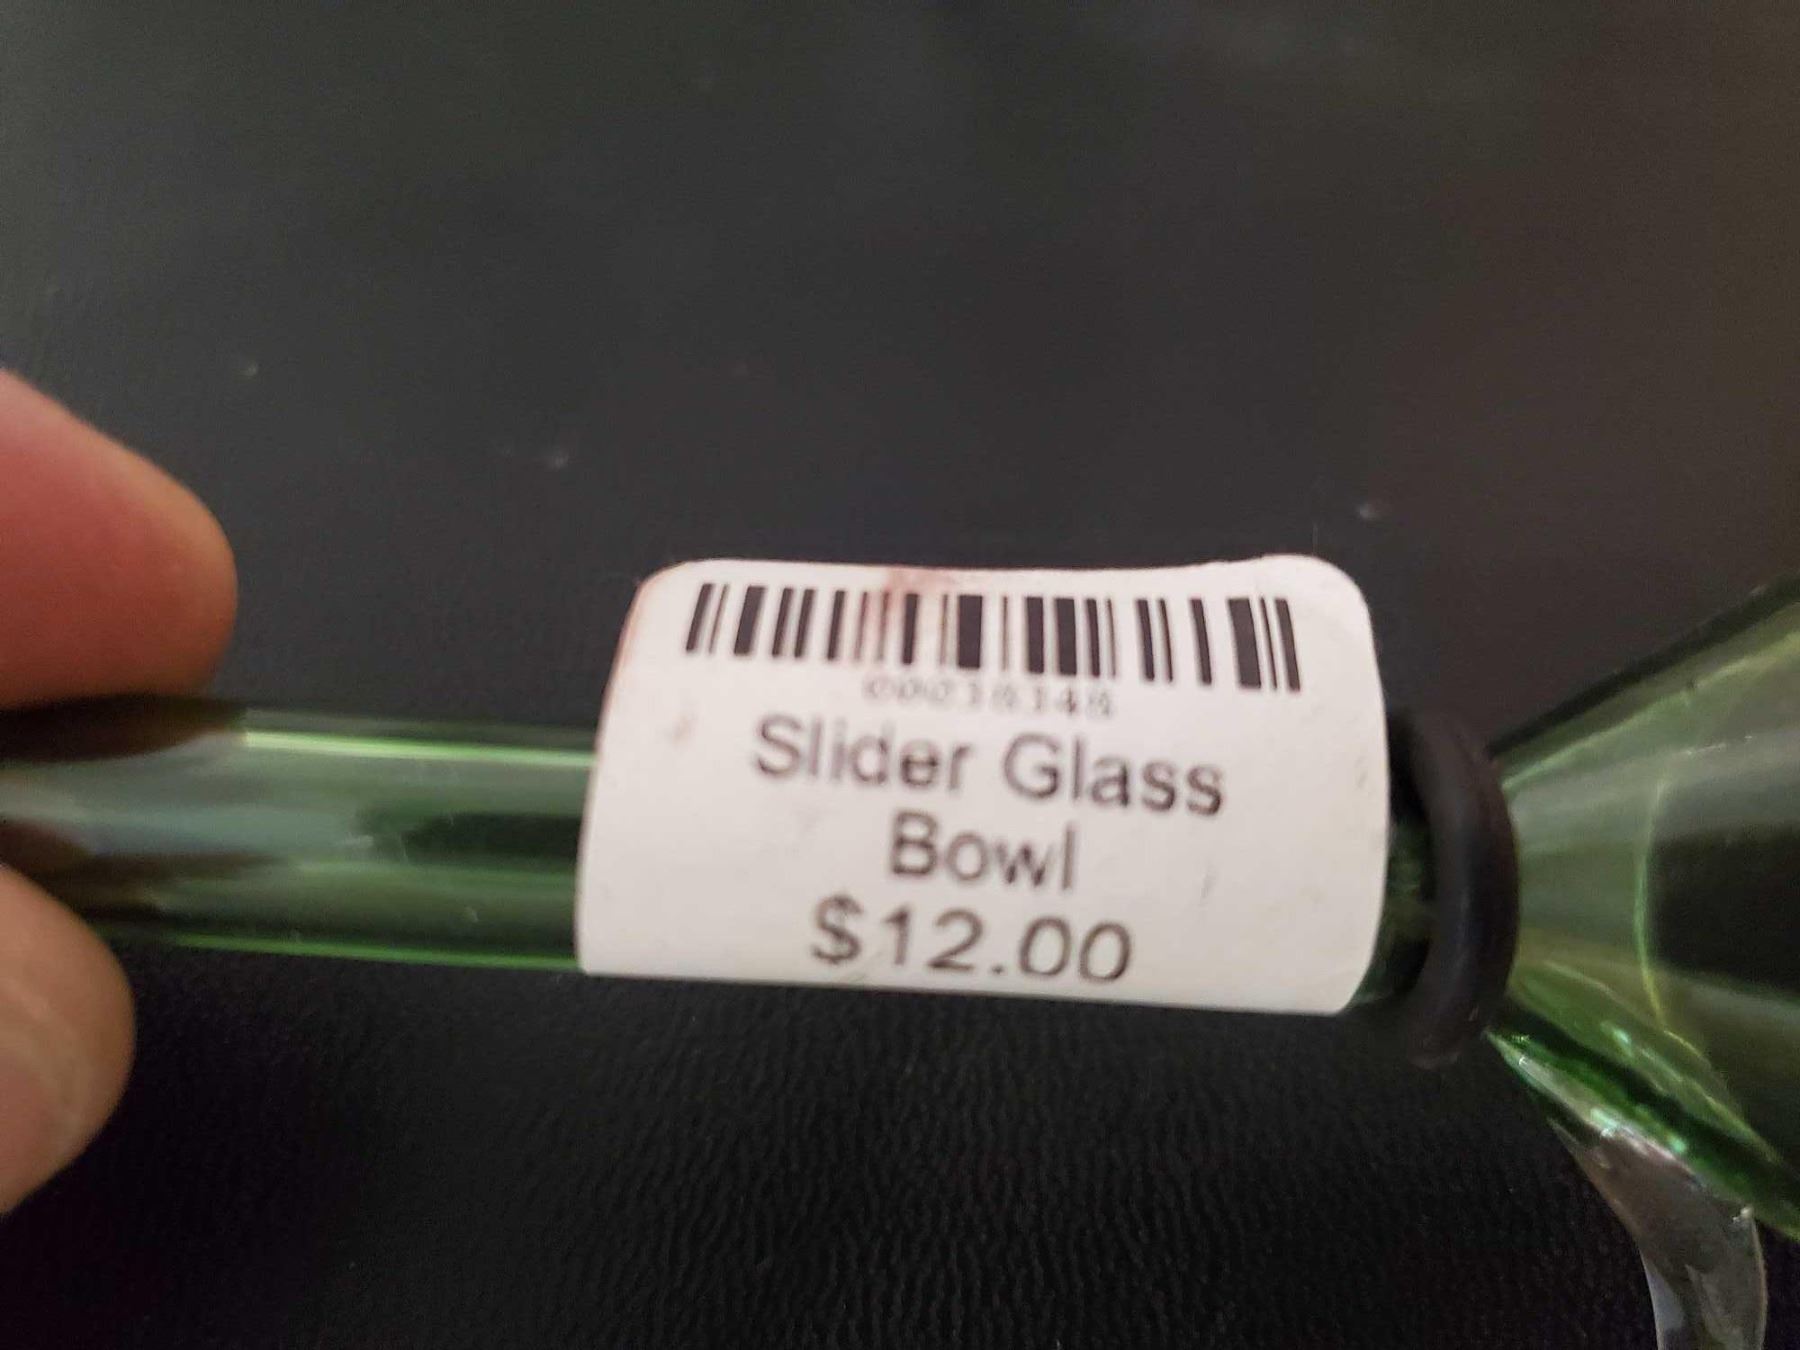 Slider Glass
Bowl
$12.00